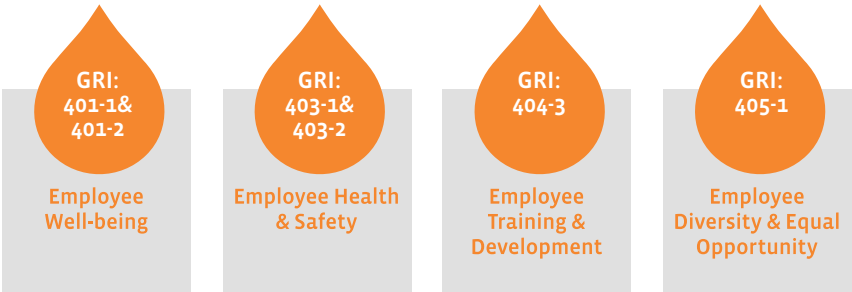 GRI:
401-1&
401-2
Employee
Well-being
GRI:
403-1&
403-2
Employee Health
& Safety
GRI:
404-3
Employee
Training &
Development
GRI:
405-1
Employee
Diversity & Equal
Opportunity